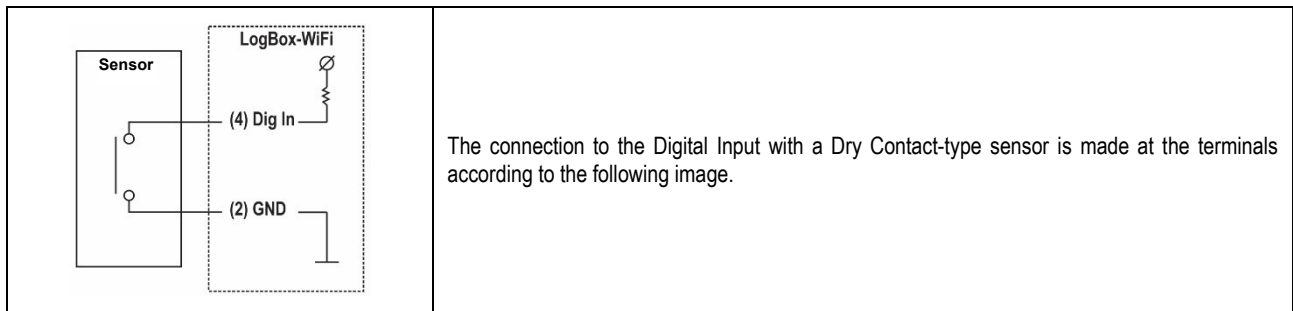 LogBox-WiFi
Sensor
(4) Dig In
(2) GND
The connection to the Digital Input with a Dry Contact-type sensor is made at the terminals
according to the following image.